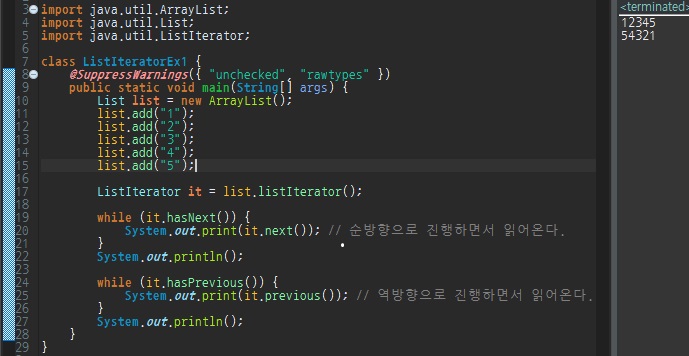 3 import java.util.ArrayList;
4 import java.util.List;
5 import java.util.ListIterator;
6
7 class ListIteratorEx1 {
8 @SuppressWarnings({ "unchecked", "rawtypes" })
9 public static void main(String[] args) {
10 List list = new ArrayList();
11 list.add("1");
12 list.add("2");
13 list.add("3");
14 list.add("4");
15 list.add("5");
16
17 ListIterator it = list.listIterator();
18
19 while (it.hasNext()) {
20 System.out.print(it.next()); // 순방향으로 진행하면서 읽어온다.
21 }
22 System.out.println();
23
24 while (it.hasPrevious()) {
25 System.out.print(it.previous()); // 역방향으로 진행하면서 읽어온다.
26 }
27 System.out.println();
28 }
29 }
<terminated>
12345
54321